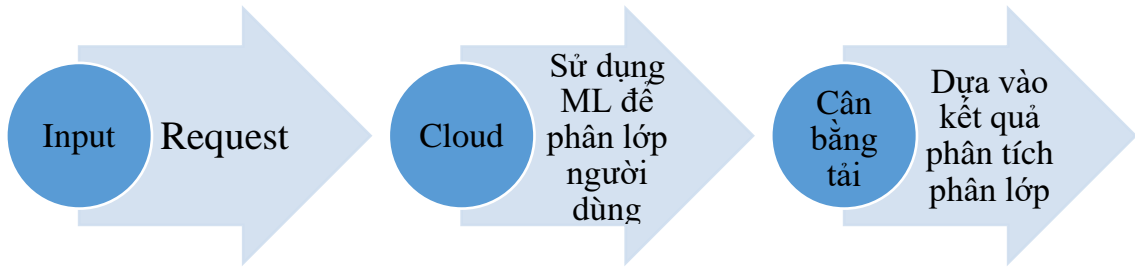 Input
Request
Cloud
Sử dụng
ML để
phân lớp
người
dùng
Cân
bằng
tải
Dựa vào
kết quả
phân tích
phân lớp